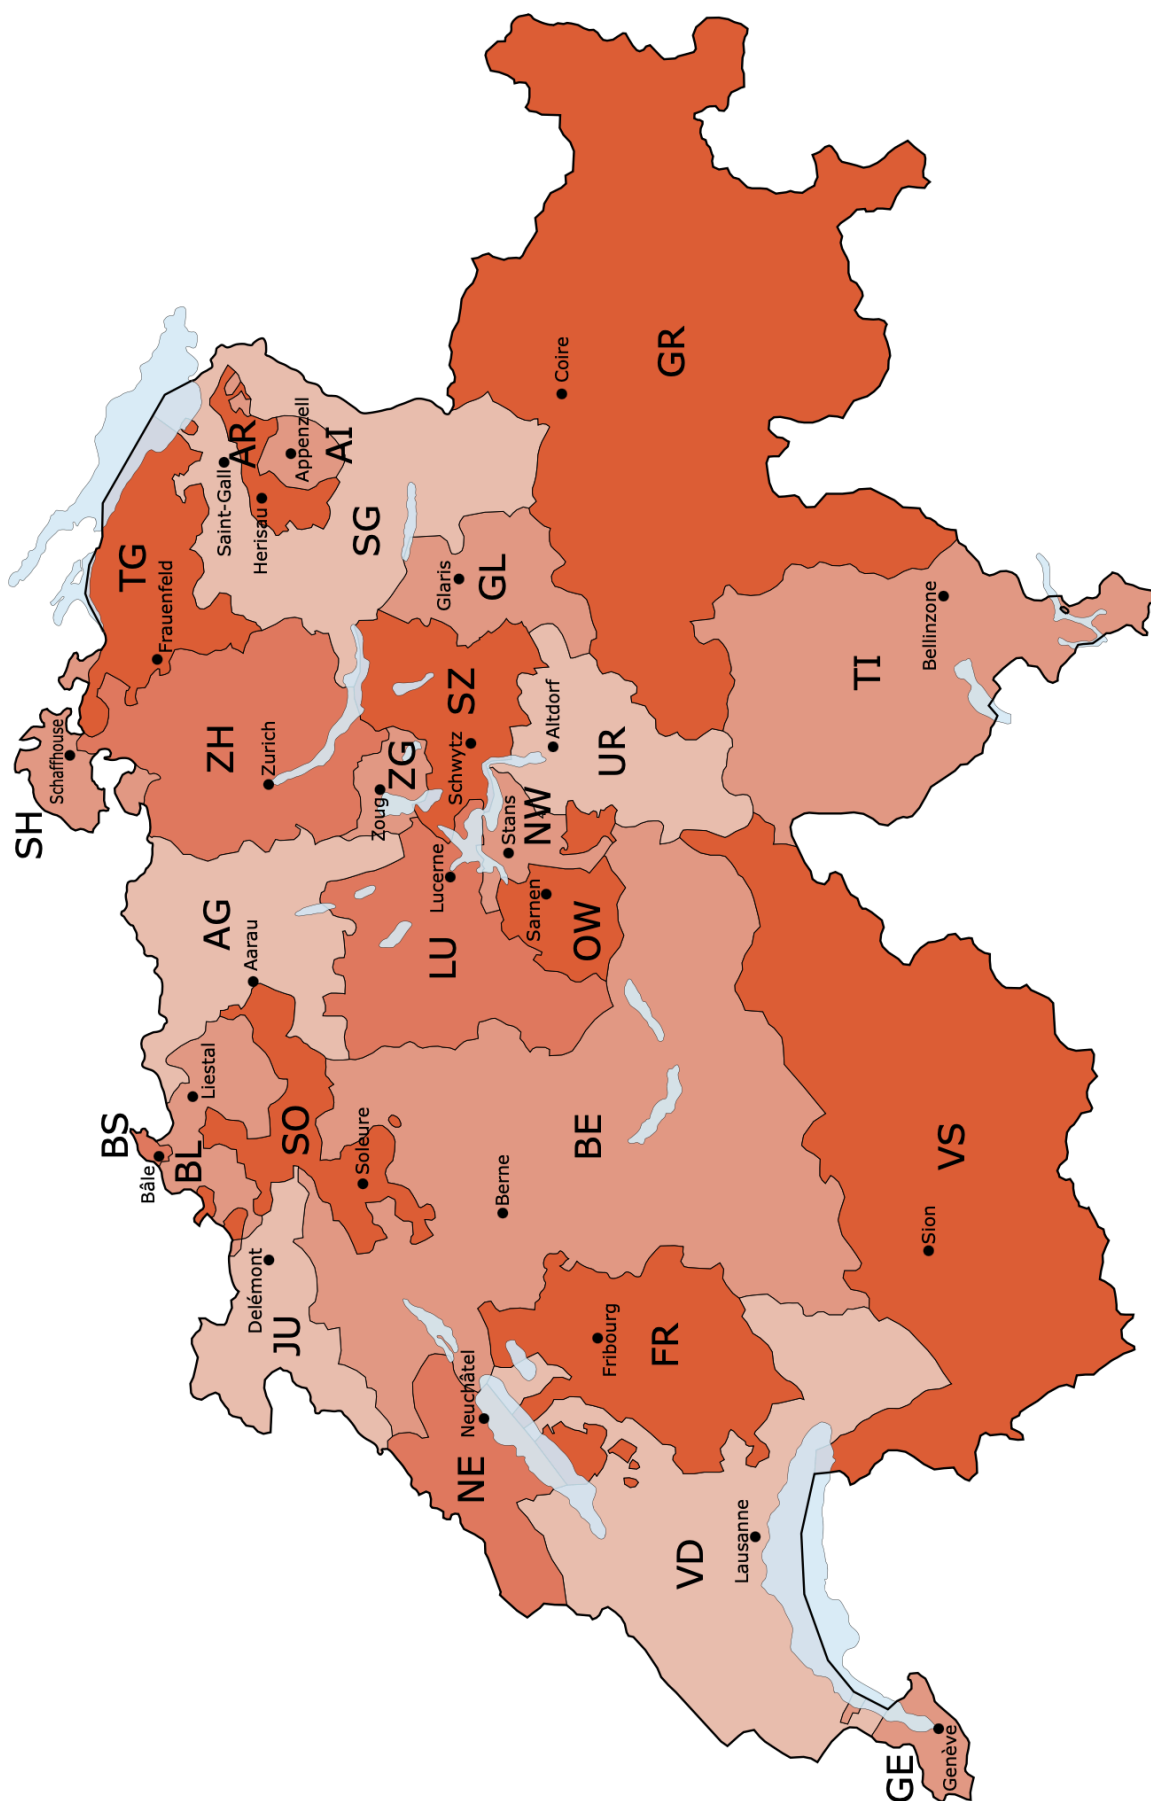 SH
Schaffhouse
BS
Bâle
BL
Liestal
AG
Aarau
ZH
Zurich
TG
Frauenfeld
Saint-Gall
AR
Herisau
Appenzell
AI
SG
JU
Delémont
SO
Soleure
LU
Lucerne
Zoug
ZG
Schwytz
SZ
Glaris
GL
NE
Neuchâtel
Berne
BE
Sarnen
OW
Stans
NW
Altdorf
UR
Coire
GR
Fribourg
FR
VD
Lausanne
GE
Genève
Sion
VS
TI
Bellinzone